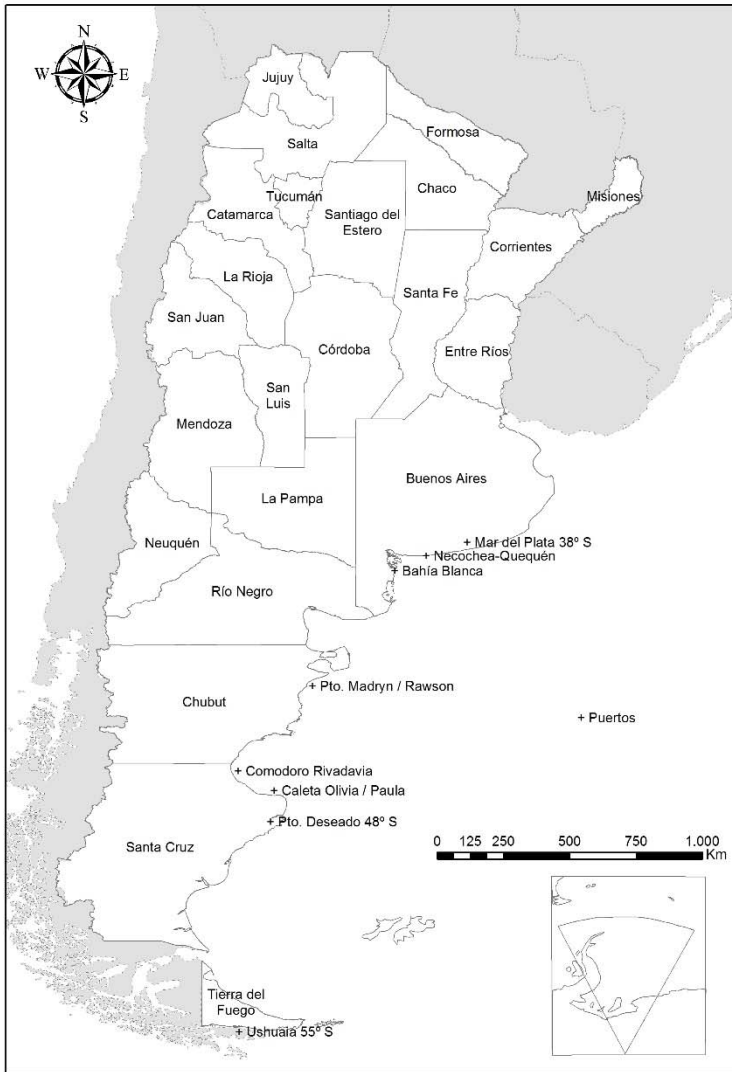 N
W E
S
Jujuy
Salta
Formosa
Chaco
Misiones
Tucumán
Catamarca
Santiago del
Estero
Corrientes
La Rioja
Santa Fe
San Juan
Córdoba
Entre Ríos
San
Luis
Mendoza
Buenos Aires
La Pampa
Neuquén
Mar del Plata 38º S
Necochea-Quequén
Bahía Blanca
Río Negro
Pto. Madryn / Rawson
Chubut
Puertos
Comodoro Rivadavia
Caleta Olivia / Paula
Pto. Deseado 48º S
Santa Cruz
0 125 250 500 750 1.000
Km
Tierra del
Fuego
Ushuaia 55º S